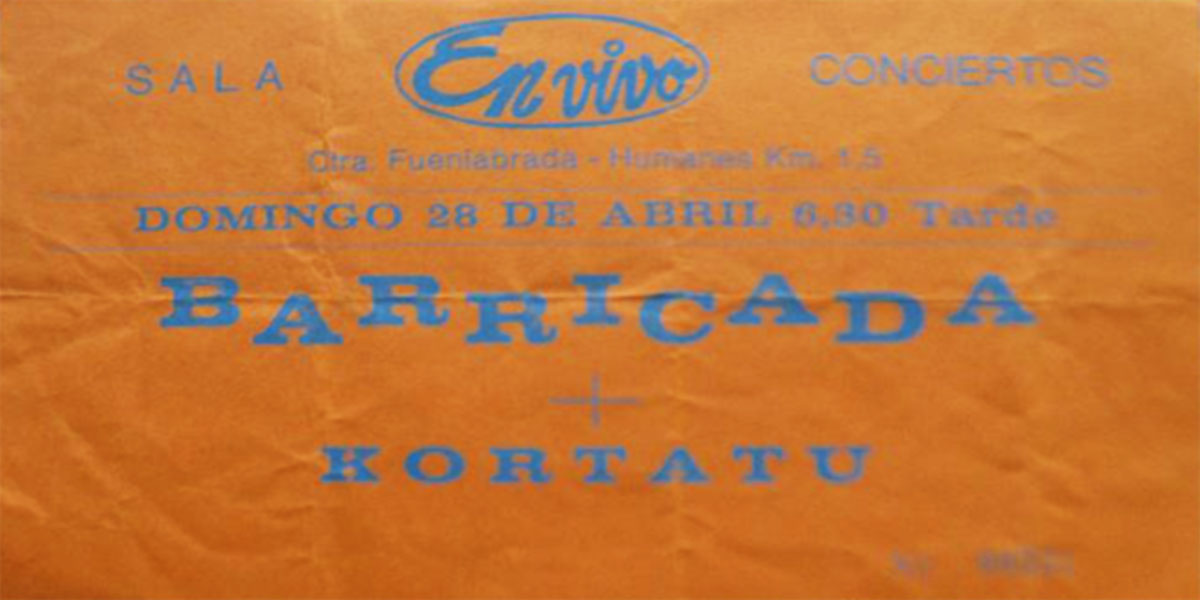 SALA En vivo CONCIERTOS
Ctra. Fuenlabrada - Humanes Km. 1,5
DOMINGO 28 DE ABRIL 6,30 Tarde
BARRICADA
+
KORTATU